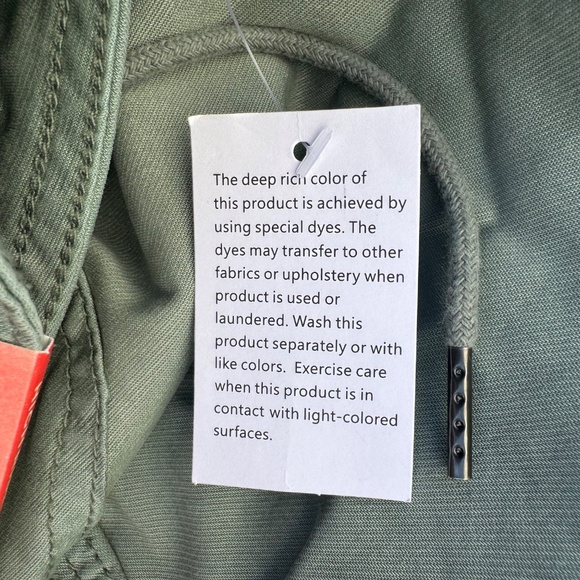 The deep rich color of
this product is achieved by
using special dyes. The
dyes may transfer to other
fabrics or upholstery when
product is used or
laundered. Wash this
product separately or with
like colors.  Exercise care
when this product is in
contact with light-colored
surfaces.